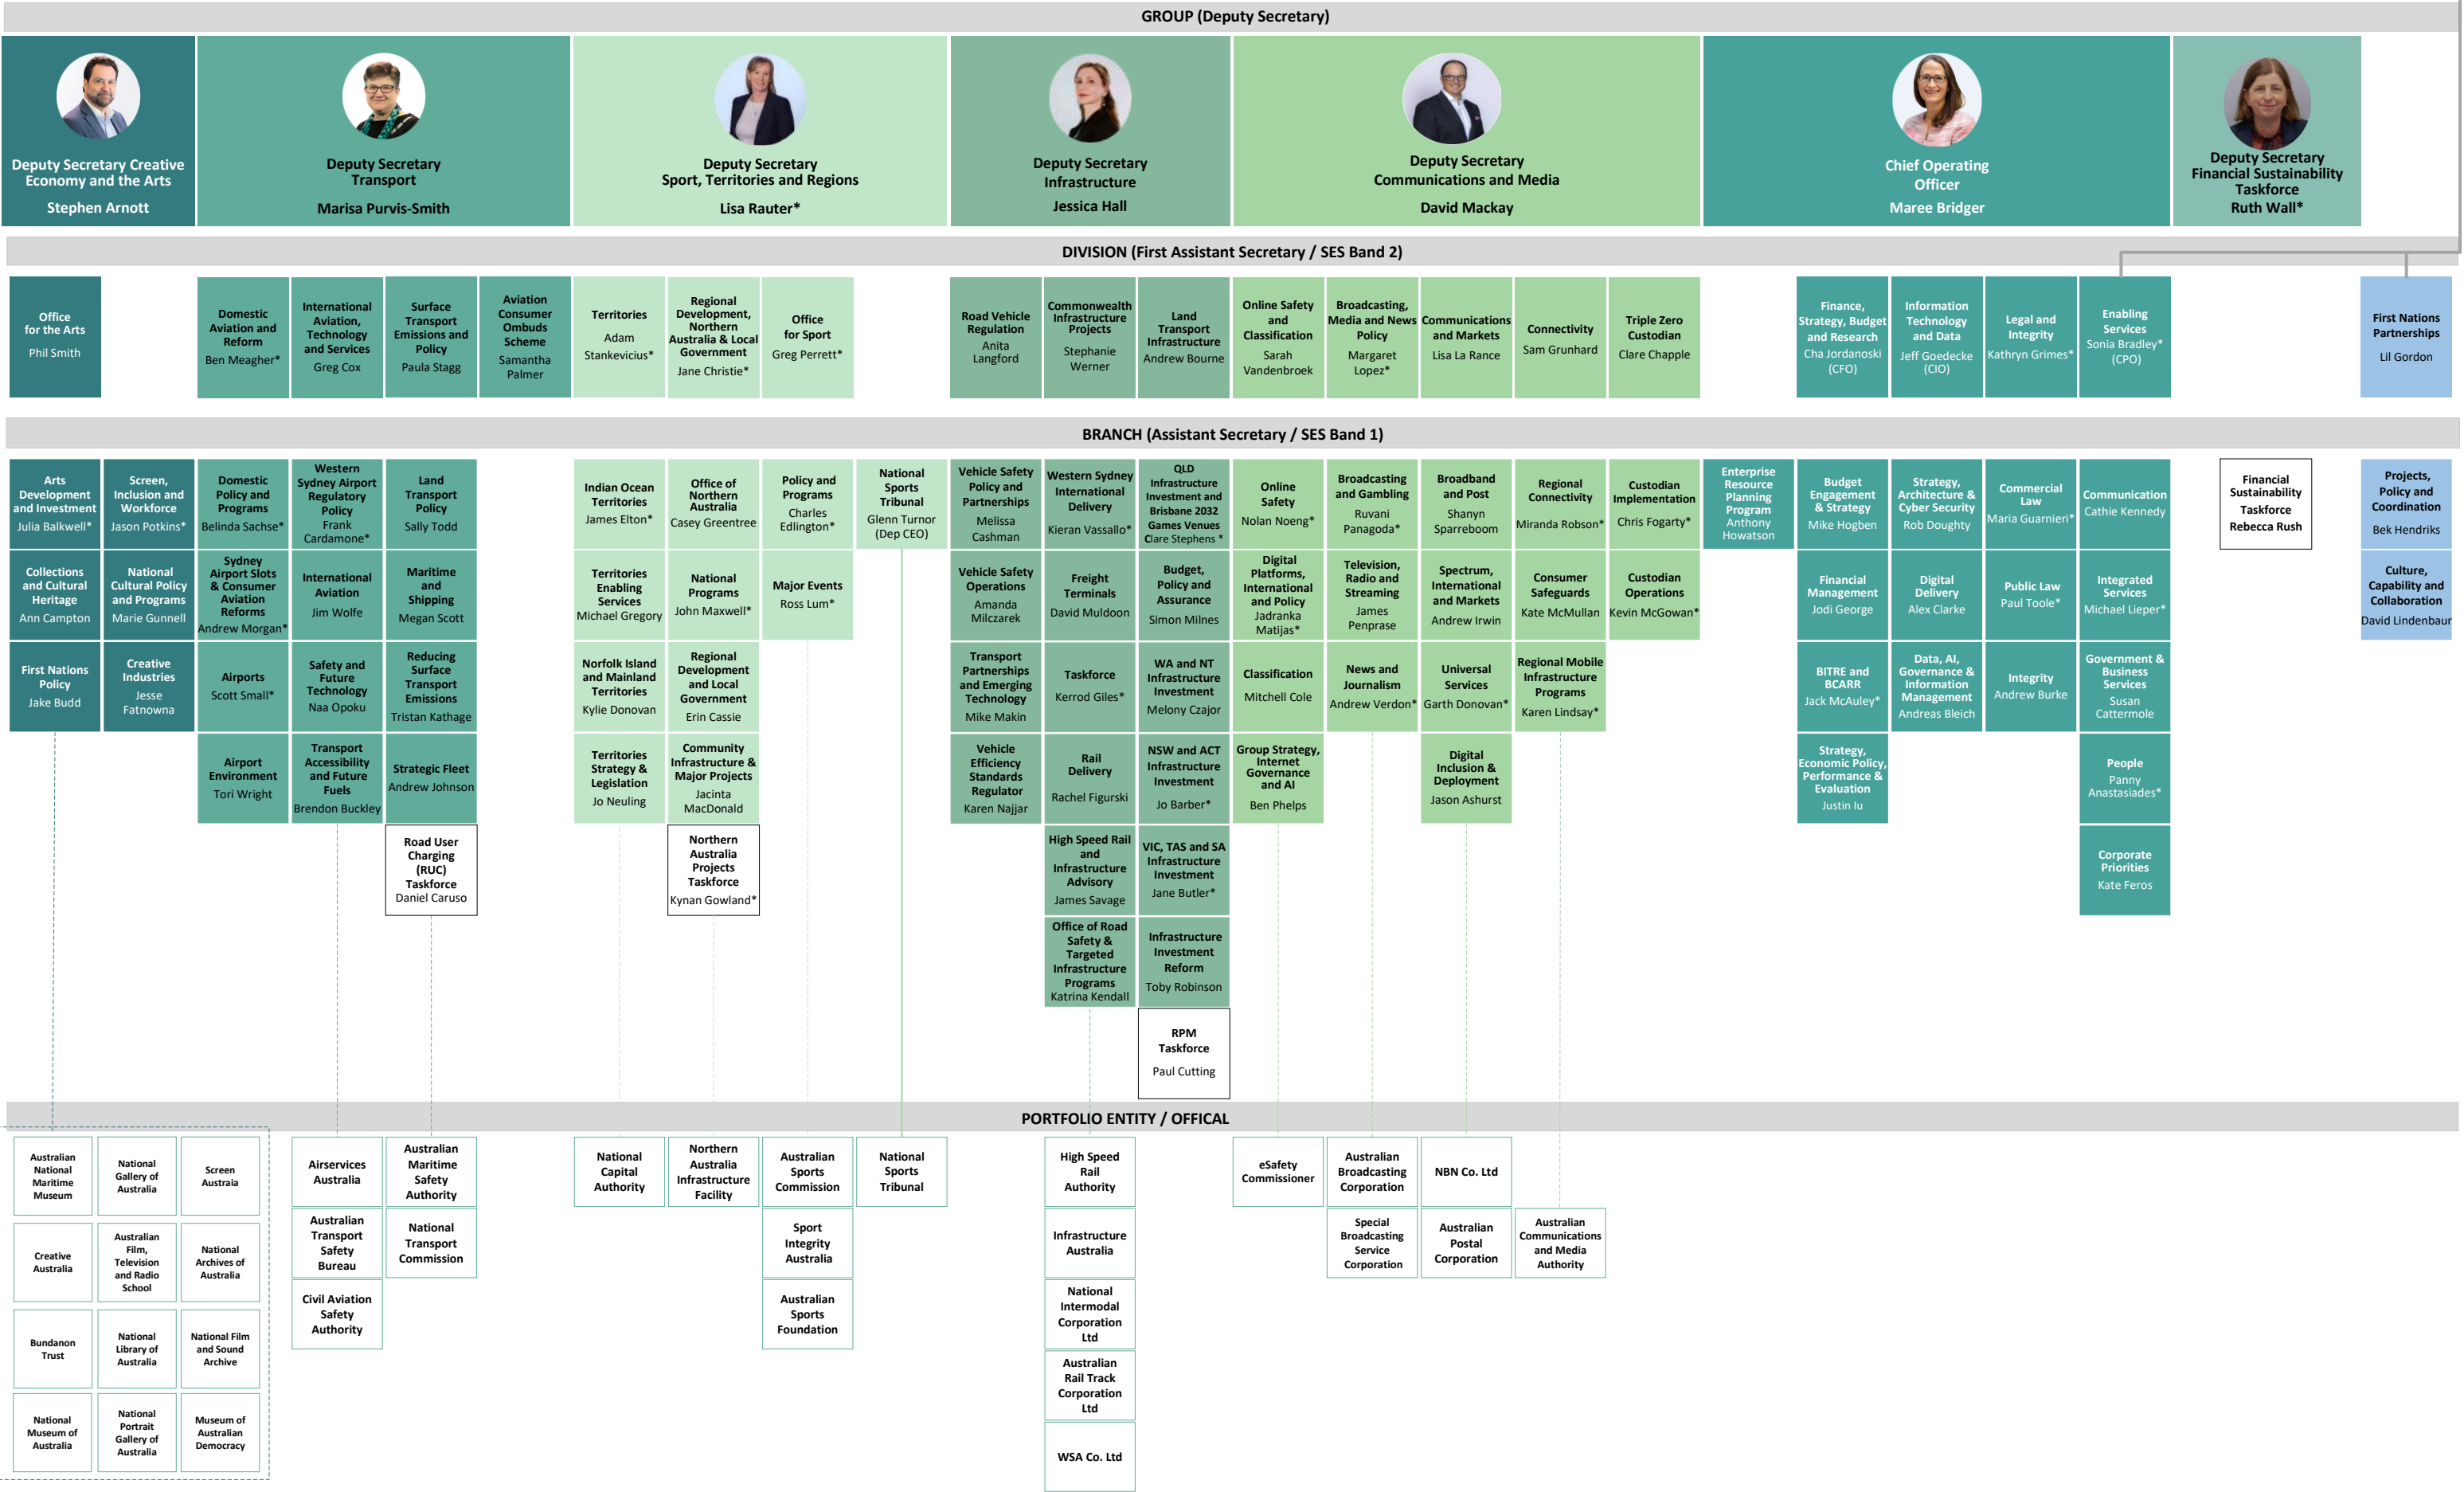 GROUP (Deputy Secretary)
Deputy Secretary Creative
Economy and the Arts
Stephen Arnott
Deputy Secretary
Transport
Marisa Purvis-Smith
Deputy Secretary
Sport, Territories and Regions
Lisa Rauter*
Deputy Secretary
Infrastructure
Jessica Hall
Deputy Secretary
Communications and Media
David Mackay
Chief Operating
Officer
Maree Bridger
Deputy Secretary
Financial Sustainability
Taskforce
Ruth Wall*
DIVISION (First Assistant Secretary / SES Band 2)
Office
for the Arts
Phil Smith
Domestic
Aviation and
Reform
Ben Meagher*
International
Aviation,
Technology
and Services
Greg Cox
Surface
Transport
Emissions and
Policy
Paula Stagg
Aviation
Consumer
Ombuds
Scheme
Samantha
Palmer
Territories
Adam
Stankevicius*
Regional
Development,
Northern
Australia & Local
Government
Jane Christie*
Office
for Sport
Greg Perrett*
Road Vehicle
Regulation
Anita
Langford
Commonwealth
Infrastructure
Projects
Stephanie
Werner
Land
Transport
Infrastructure
Andrew Bourne
Online Safety
and
Classification
Sarah
Vandenbroek
Broadcasting,
Media and News
Policy
Margaret
Lopez*
Communications
and Markets
Lisa La Rance
Connectivity
Sam Grunhard
Triple Zero
Custodian
Clare Chapple
Finance,
Strategy, Budget
and Research
Cha Jordanoski
(CFO)
Information
Technology
and Data
Jeff Goedecke
(CIO)
Legal and
Integrity
Kathryn Grimes*
Enabling
Services
Sonia Bradley*
(CPO)
First Nations
Partnerships
Lil Gordon
BRANCH (Assistant Secretary / SES Band 1)
Arts
Development
and Investment
Julia Balkwell*
Screen,
Inclusion and
Workforce
Jason Potkins*
Domestic
Policy and
Programs
Belinda Sachse*
Western
Sydney Airport
Regulatory
Policy
Frank
Cardamone*
Land
Transport
Policy
Sally Todd
Indian Ocean
Territories
James Elton*
Office of
Northern
Australia
Casey Greentree
Policy and
Programs
Charles
Edlington*
National
Sports
Tribunal
Glenn Turnor
(Dep CEO)
Vehicle Safety
Policy and
Partnerships
Melissa
Cashman
Western Sydney
International
Delivery
Kieran Vassallo*
QLD
Infrastructure
Investment and
Brisbane 2032
Games Venues
Clare Stephens *
Online
Safety
Nolan Noeng*
Broadcasting
and Gambling
Ruvani
Panagoda*
Broadband
and Post
Shanyn
Sparreboom
Regional
Connectivity
Miranda Robson*
Custodian
Implementation
Chris Fogarty*
Enterprise
Resource
Planning
Program
Anthony
Howatson
Budget
Engagement
& Strategy
Mike Hogben
Strategy,
Architecture &
Cyber Security
Rob Doughty
Commercial
Law
Maria Guarnieri*
Communication
Cathie Kennedy
Financial
Sustainability
Taskforce
Rebecca Rush
Projects,
Policy and
Coordination
Bek Hendriks
Collections
and Cultural
Heritage
Ann Campton
National
Cultural Policy
and Programs
Marie Gunnell
Sydney
Airport Slots
& Consumer
Aviation
Reforms
Andrew Morgan*
International
Aviation
Jim Wolfe
Maritime
and
Shipping
Megan Scott
Territories
Enabling
Services
Michael Gregory
National
Programs
John Maxwell*
Major Events
Ross Lum*
Vehicle Safety
Operations
Amanda
Milczarek
Freight
Terminals
David Muldoon
Budget,
Policy and
Assurance
Simon Milnes
Digital
Platforms,
International
and Policy
Jadranka
Matijas*
Television,
Radio and
Streaming
James
Penprase
Spectrum,
International
and Markets
Andrew Irwin
Consumer
Safeguards
Kate McMullan
Custodian
Operations
Kevin McGowan*
Financial
Management
Jodi George
Digital
Delivery
Alex Clarke
Public Law
Paul Toole*
Integrated
Services
Michael Lieper*
Culture,
Capability and
Collaboration
David Lindenbaur
First Nations
Policy
Jake Budd
Creative
Industries
Jesse
Fatnowna
Airports
Scott Small*
Safety and
Future
Technology
Naa Opoku
Reducing
Surface
Transport
Emissions
Tristan Kathage
Norfolk Island
and Mainland
Territories
Kylie Donovan
Regional
Development
and Local
Government
Erin Cassie
Transport
Partnerships
and Emerging
Technology
Mike Makin
Taskforce
Kerrod Giles*
WA and NT
Infrastructure
Investment
Melony Czajor
Classification
Mitchell Cole
News and
Journalism
Andrew Verdon*
Universal
Services
Garth Donovan*
Regional Mobile
Infrastructure
Programs
Karen Lindsay*
BITRE and
BCARR
Jack McAuley*
Data, AI,
Governance &
Information
Management
Andreas Bleich
Integrity
Andrew Burke
Government &
Business
Services
Susan
Cattermole
Airport
Environment
Tori Wright
Transport
Accessibility
and Future
Fuels
Brendon Buckley
Strategic Fleet
Andrew Johnson
Territories
Strategy &
Legislation
Jo Neuling
Community
Infrastructure &
Major Projects
Jacinta
MacDonald
Vehicle
Efficiency
Standards
Regulator
Karen Najjar
Rail
Delivery
Rachel Figurski
NSW and ACT
Infrastructure
Investment
Jo Barber*
Group Strategy,
Internet
Governance
and AI
Ben Phelps
Digital
Inclusion &
Deployment
Jason Ashurst
Strategy,
Economic Policy,
Performance &
Evaluation
Justin Iu
People
Panny
Anastasiades*
Road User
Charging
(RUC)
Taskforce
Daniel Caruso
Northern
Australia
Projects
Taskforce
Kynan Gowland*
High Speed Rail
and
Infrastructure
Advisory
James Savage
VIC, TAS and SA
Infrastructure
Investment
Jane Butler*
Corporate
Priorities
Kate Feros
Office of Road
Safety &
Targeted
Infrastructure
Programs
Katrina Kendall
Infrastructure
Investment
Reform
Toby Robinson
RPM
Taskforce
Paul Cutting
PORTFOLIO ENTITY / OFFICAL
Australian
National
Maritime
Museum
National
Gallery of
Australia
Screen
Austraia
Airservices
Australia
Australian
Maritime
Safety
Authority
National
Capital
Authority
Northern
Australia
Infrastructure
Facility
Australian
Sports
Commission
National
Sports
Tribunal
High Speed
Rail
Authority
eSafety
Commissioner
Australian
Broadcasting
Corporation
NBN Co. Ltd
Creative
Australia
Australian
Film,
Television
and Radio
School
National
Archives of
Australia
Australian
Transport
Safety
Bureau
National
Transport
Commission
Sport
Integrity
Australia
Infrastructure
Australia
Special
Broadcasting
Service
Corporation
Australian
Postal
Corporation
Australian
Communications
and Media
Authority
Bundanon
Trust
National
Library of
Australia
National Film
and Sound
Archive
Civil Aviation
Safety
Authority
Australian
Sports
Foundation
National
Intermodal
Corporation
Ltd
Australian
Rail Track
Corporation
Ltd
National
Museum of
Australia
National
Portrait
Gallery of
Australia
Museum of
Australian
Democracy
WSA Co. Ltd